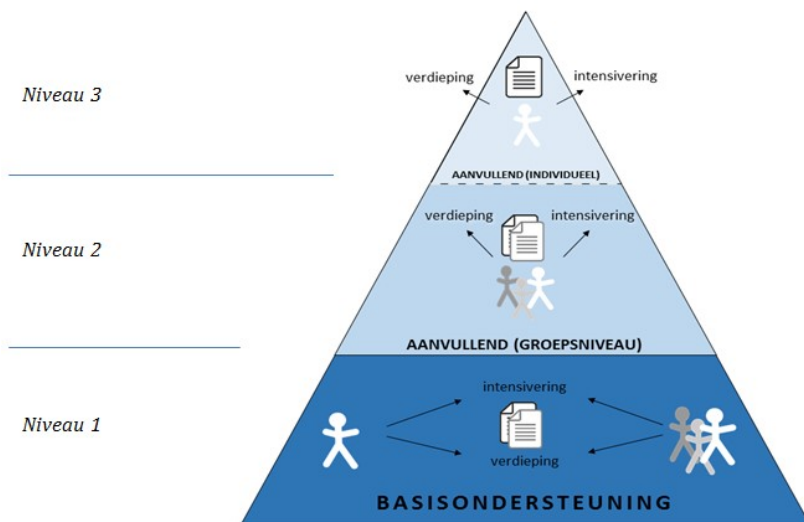 Niveau 3
verdieping
intensivering
AANVULLEND (INDIVIDUEEL)
Niveau 2
verdieping
intensivering
AANVULLEND (GROEPSNIVEAU)
Niveau 1
intensivering
verdieping
BASISONDERSTEUNING